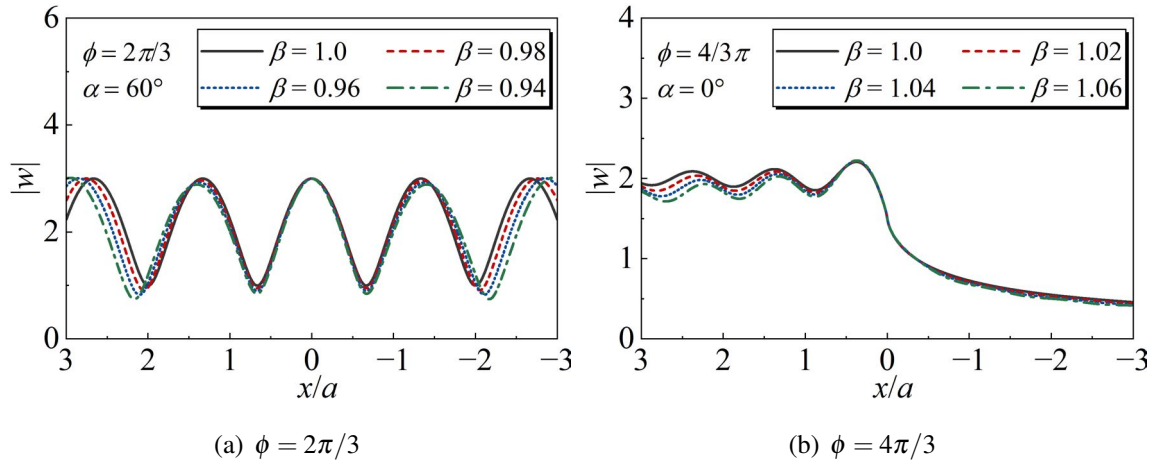 6
3
0
|w|
ϕ = 2π/3
α = 60°
β = 1.0
β = 0.98
β = 0.96
β = 0.94
3 2 1 0 −1 −2 −3
x/a
(a) ϕ = 2π/3
4
3
2
1
0
|w|
ϕ = 4/3π
α = 0°
β = 1.0
β = 1.02
β = 1.04
β = 1.06
3 2 1 0 −1 −2 −3
x/a
(b) ϕ = 4π/3